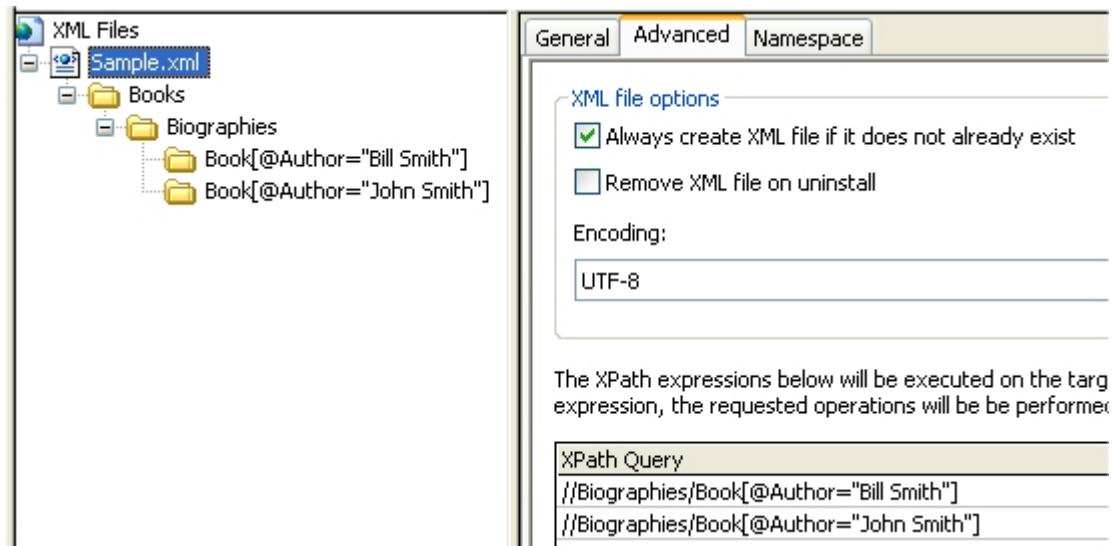 XML Files
Sample.xml
Books
Biographies
Book[@Author="Bill Smith"]
Book[@Author="John Smith"]
General
Advanced
Namespace
XML file options
Always create XML file if it does not already exist
Remove XML file on uninstall
Encoding:
UTF-8
The XPath expressions below will be executed on the targ
expression, the requested operations will be be performed
XPath Query
//Biographies/Book[@Author="Bill Smith"]
//Biographies/Book[@Author="John Smith"]